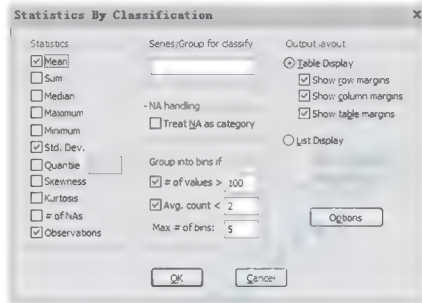 Statistics By Classification X
Statistics
Mean
Sum
Median
Maximum
Minimum
Std. Dev.
Quantile
Skewness
Kurtosis
# of NAs
Observations
Series/Group for classify
NA handling
Treat NA as category
Group into bins if
# of values > 100
Avg. count < 2
Max # of bins: 5
Output layout
Table Display
Show row margins
Show column margins
Show table margins
List Display
Options
OK
Cancel